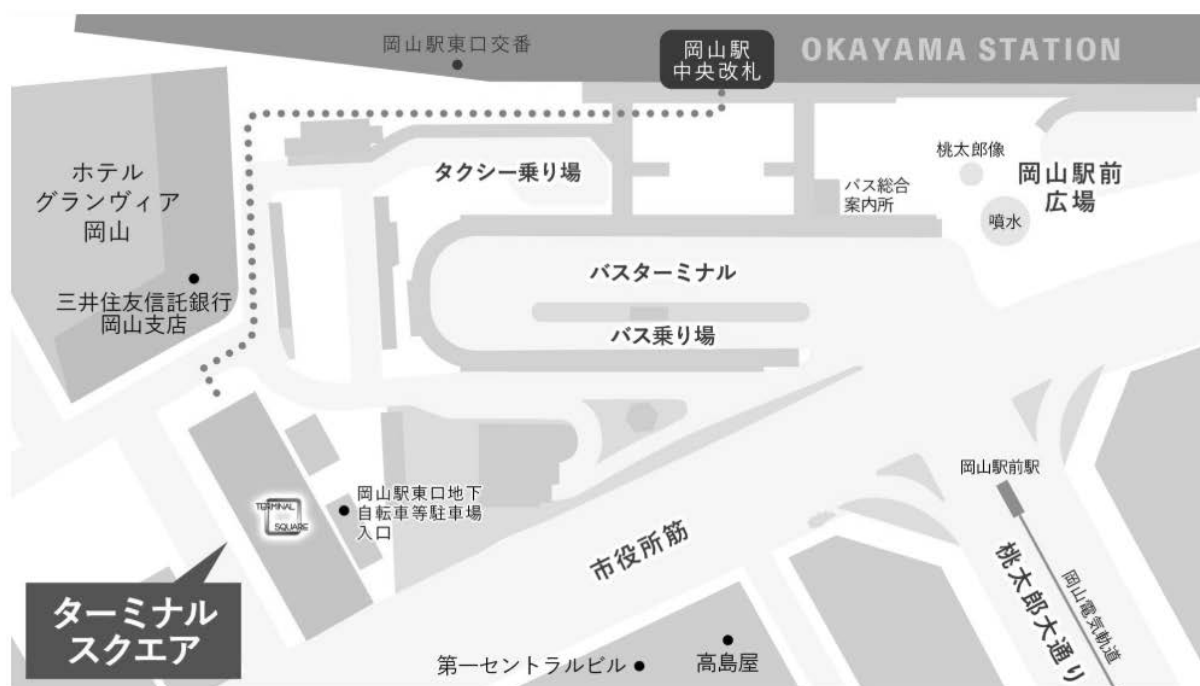 岡山駅東口交番
岡山駅
中央改札
OKAYAMA STATION
ホテル
グランヴィア
岡山
タクシー乗り場
バス総合
案内所
桃太郎像
岡山駅前
広場
噴水
三井住友信託銀行
岡山支店
バスターミナル
バス乗り場
岡山駅前駅
TERMINAL
SQUARE
岡山駅東口地下
自転車等駐車場
入口
市役所筋
桃太郎大通り
岡山電気軌道
ターミナル
スクエア
第一セントラルビル
高島屋